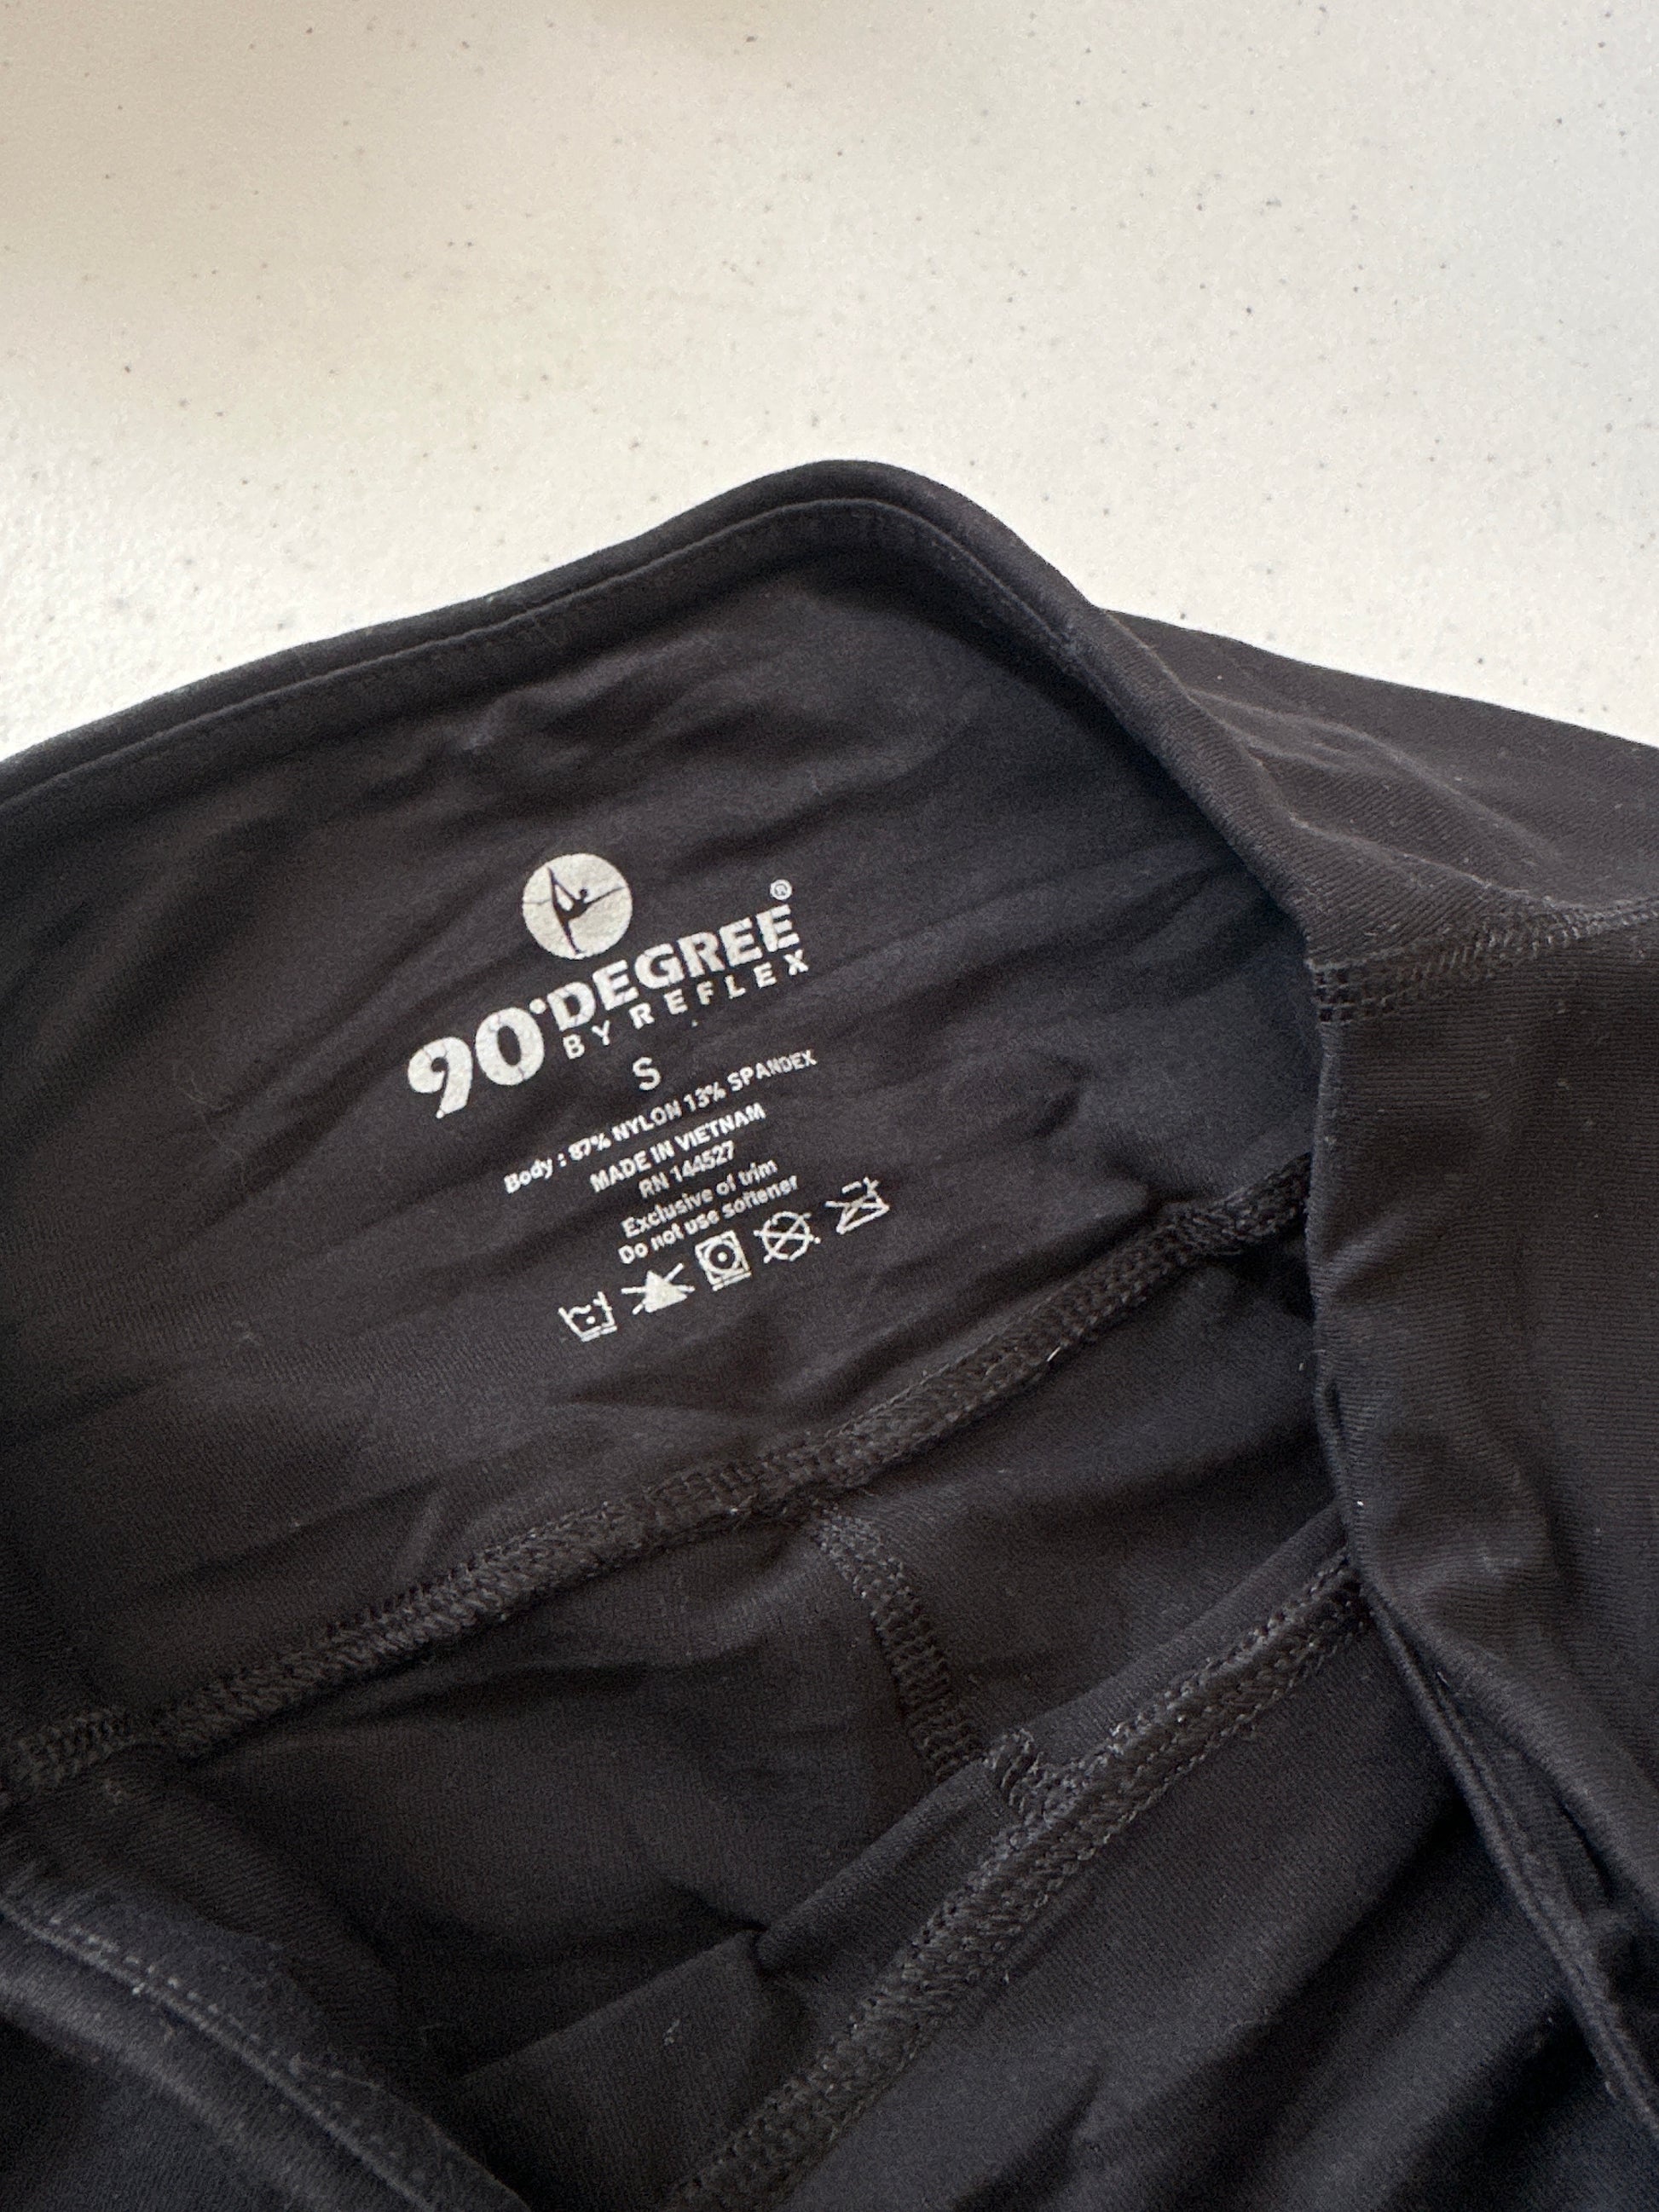 90°DEGREE®
BY REFLEX
S
Body : 87% NYLON 13% SPANDEX
MADE IN VIETNAM
RN 144527
Exclusive of trim
Do not use softener